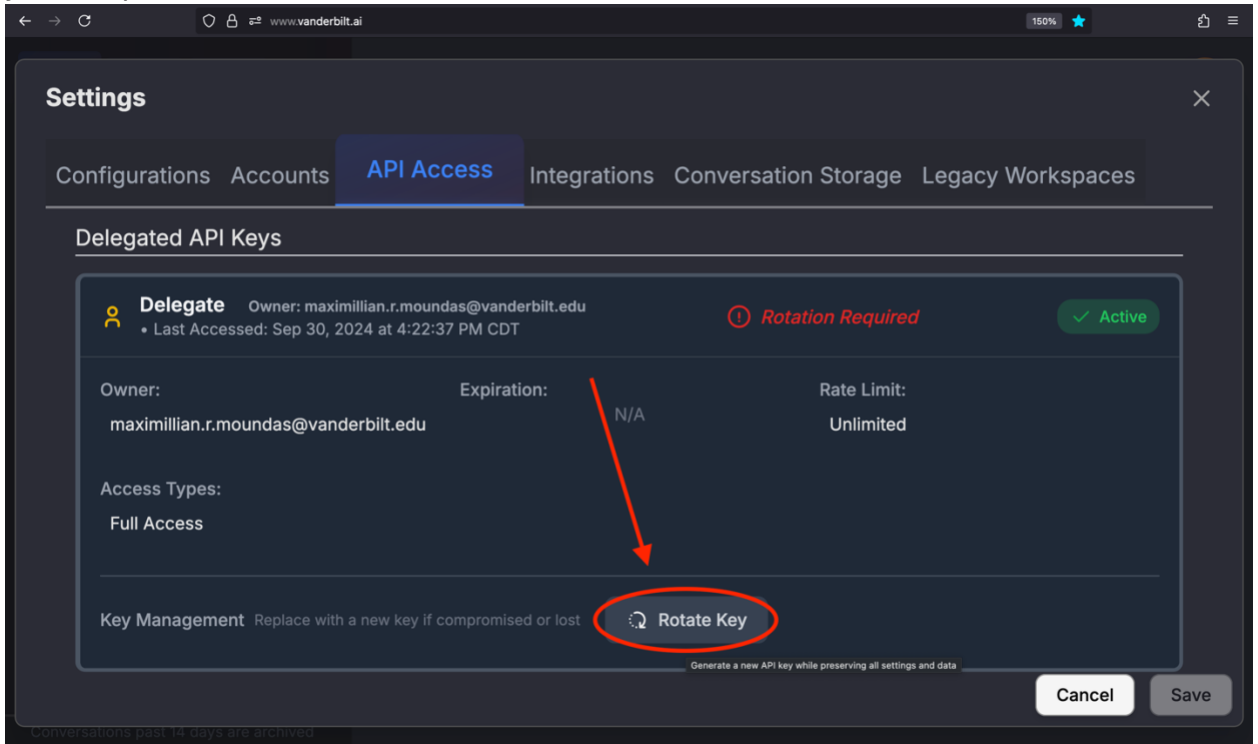 www.vanderbilt.ai
150%
Settings
Configurations Accounts API Access Integrations Conversation Storage Legacy Workspaces
Delegated API Keys
Delegate Owner: maximillian.r.moundas@vanderbilt.edu
• Last Accessed: Sep 30, 2024 at 4:22:37 PM CDT
Rotation Required
Active
Owner: Expiration: Rate Limit:
maximillian.r.moundas@vanderbilt.edu N/A Unlimited
Access Types:
Full Access
Key Management Replace with a new key if compromised or lost Rotate Key
Generate a new API key while preserving all settings and data
Cancel Save
Conversations past 14 days are archived